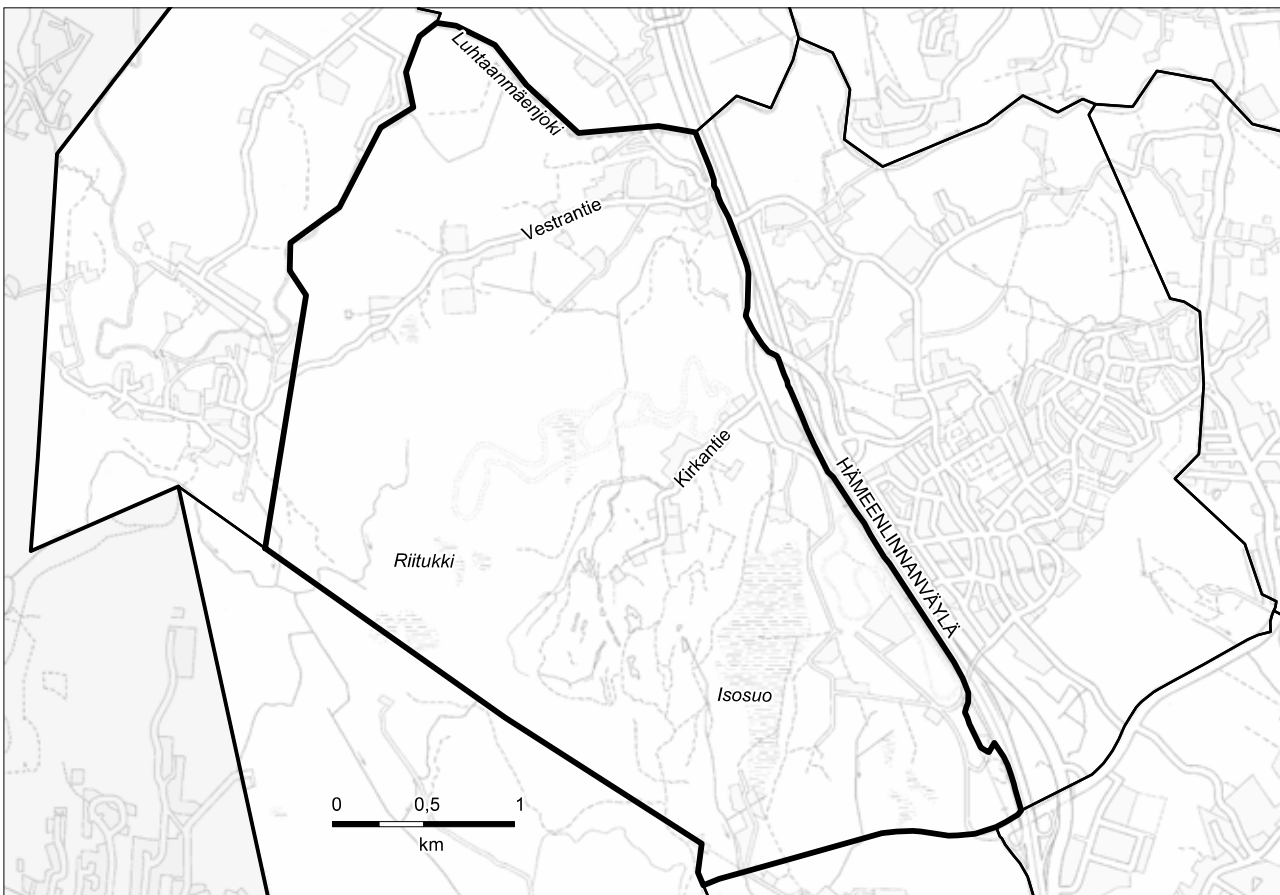 Luhtaanmäenjoki
Vestrantie
Kirkantie
HÄMEENLINNANVÄYLÄ
Riitukki
Isosuo
0 0,5 1
km